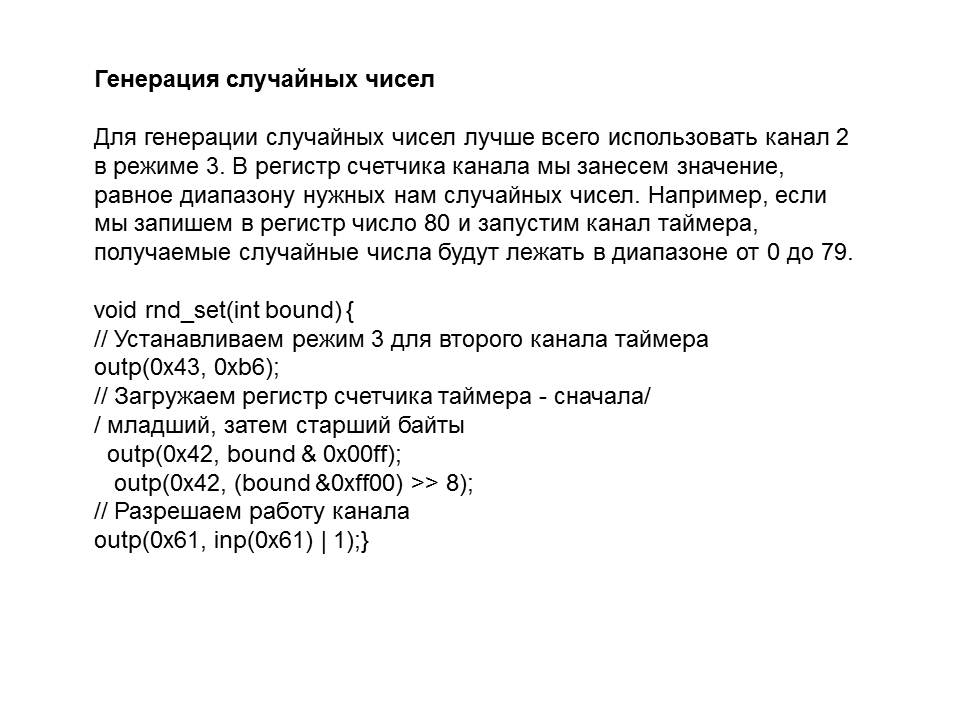 Генерация случайных чисел
Для генерации случайных чисел лучше всего использовать канал 2
в режиме 3. В регистр счетчика канала мы занесем значение,
равное диапазону нужных нам случайных чисел. Например, если
мы запишем в регистр число 80 и запустим канал таймера,
получаемые случайные числа будут лежать в диапазоне от 0 до 79.
void rnd_set(int bound) {
// Устанавливаем режим 3 для второго канала таймера
outp(0x43, 0xb6);
// Загружаем регистр счетчика таймера - сначала/
/ младший, затем старший байты
outp(0x42, bound & 0x00ff);
outp(0x42, (bound &0xff00) >> 8);
// Разрешаем работу канала
outp(0x61, inp(0x61) | 1);}